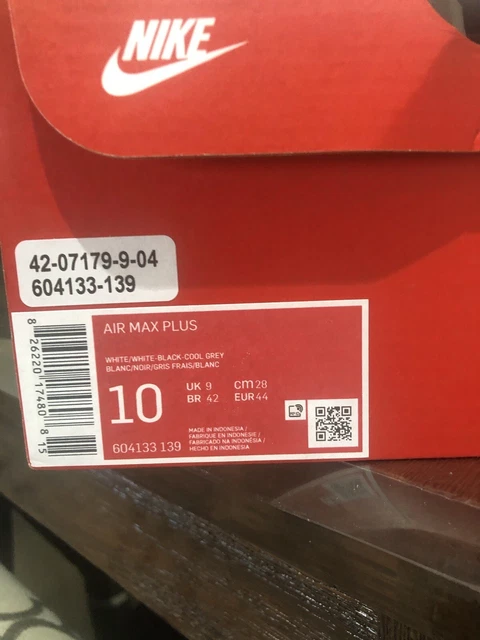 NIKE
42-07179-9-04
604133-139
AIR MAX PLUS
WHITE/WHITE-BLACK-COOL GREY
BLANC/NOIR/GRIS FRAIS/BLANC
10
UK 9
CM 28
BR 42
EUR 44
604133 139
MADE IN INDONESIA /
FABRIQUE EN INDONESIE /
FABRICADO NA INDONÉSIA /
HECHO EN INDONESIA
8 26220 17480 8 15